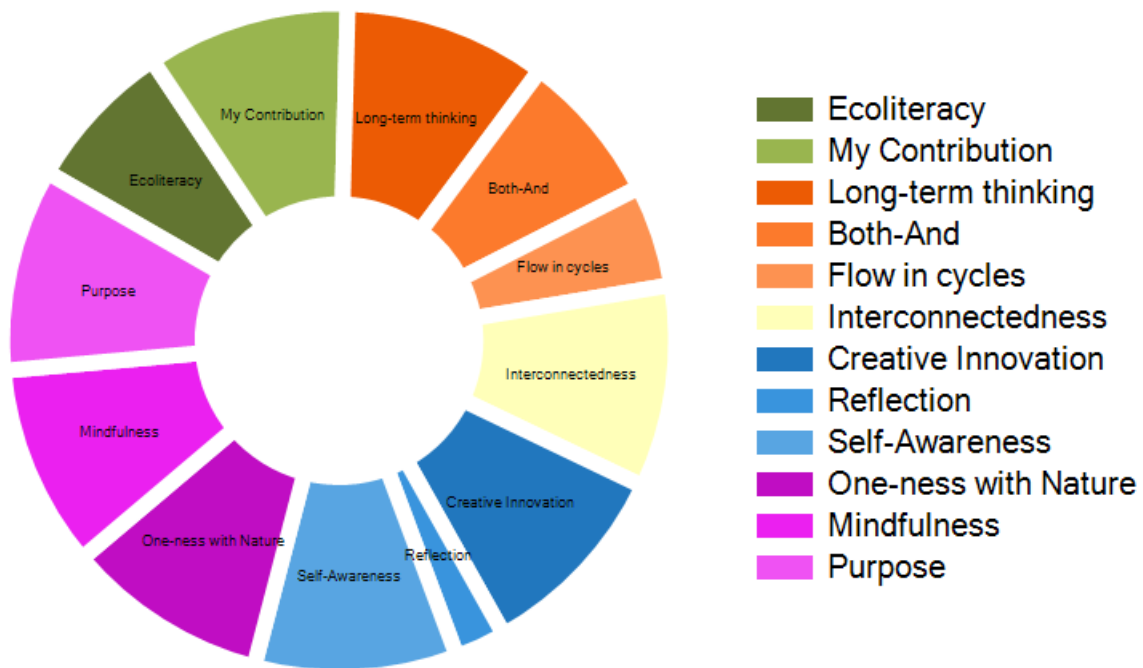 My Contribution
Long-term thinking
Ecoliteracy
Both-And
Flow in cycles
Purpose
Interconnectedness
Mindfulness
Creative Innovation
One-ness with Nature
Reflection
Self-Awareness
Ecoliteracy
My Contribution
Long-term thinking
Both-And
Flow in cycles
Interconnectedness
Creative Innovation
Reflection
Self-Awareness
One-ness with Nature
Mindfulness
Purpose